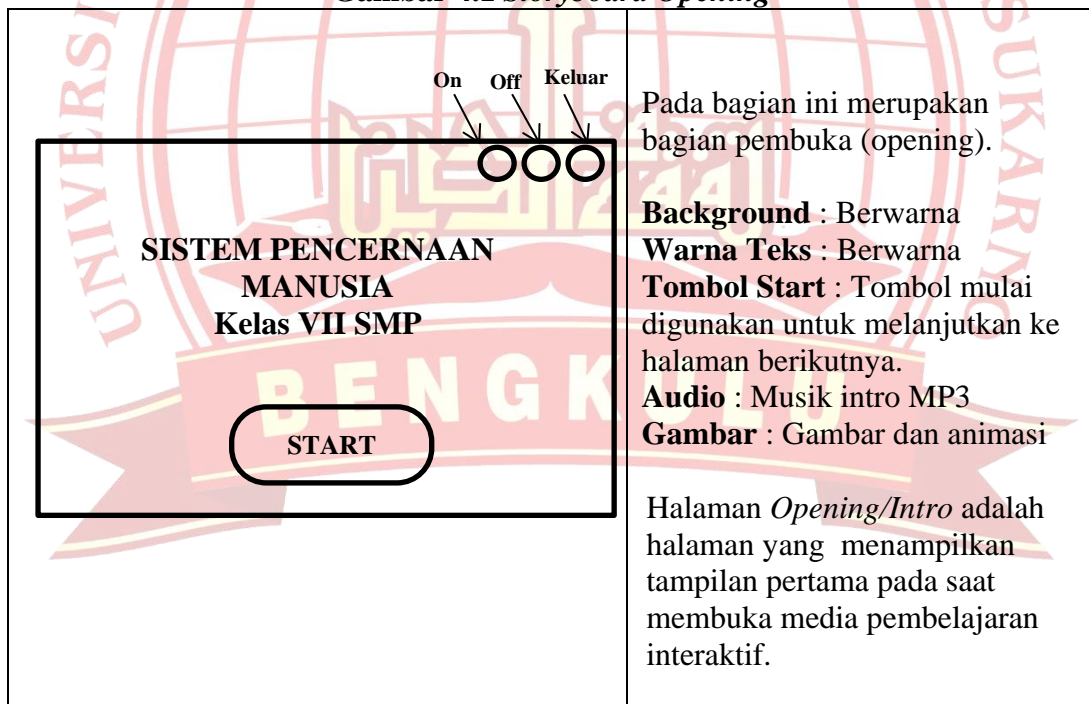 Gambar 4.1 Storyboard Opening
On Off Keluar
SISTEM PENCERNAAN
MANUSIA
Kelas VII SMP
START
Pada bagian ini merupakan
bagian pembuka (opening).
Background : Berwarna
Warna Teks : Berwarna
Tombol Start : Tombol mulai
digunakan untuk melanjutkan ke
halaman berikutnya.
Audio : Musik intro MP3
Gambar : Gambar dan animasi
Halaman Opening/Intro adalah
halaman yang menampilkan
tampilan pertama pada saat
membuka media pembelajaran
interaktif.
UNIVERSI
SUKARNO
BENGKULU